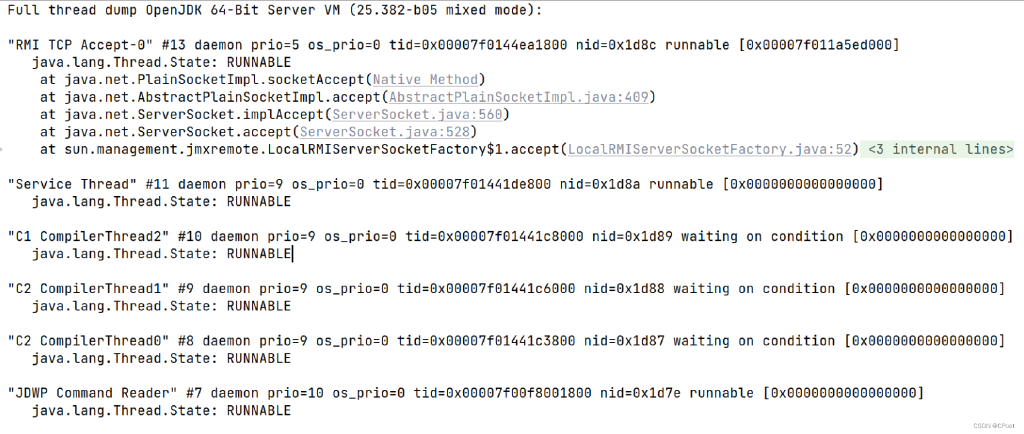 Full thread dump OpenJDK 64-Bit Server VM (25.382-b05 mixed mode):
"RMI TCP Accept-0" #13 daemon prio=5 os_prio=0 tid=0x00007f0144ea1800 nid=0x1d8c runnable [0x00007f011a5ed000]
java.lang.Thread.State: RUNNABLE
at java.net.PlainSocketImpl.socketAccept(Native Method)
at java.net.AbstractPlainSocketImpl.accept(AbstractPlainSocketImpl.java:409)
at java.net.ServerSocket.implAccept(ServerSocket.java:560)
at java.net.ServerSocket.accept(ServerSocket.java:528)
at sun.management.jmxremote.LocalRMIServerSocketFactory$1.accept(LocalRMIServerSocketFactory.java:52) <3 internal lines>
"Service Thread" #11 daemon prio=9 os_prio=0 tid=0x00007f01441de800 nid=0x1d8a runnable [0x0000000000000000]
java.lang.Thread.State: RUNNABLE
"C1 CompilerThread2" #10 daemon prio=9 os_prio=0 tid=0x00007f01441c8000 nid=0x1d89 waiting on condition [0x0000000000000000]
java.lang.Thread.State: RUNNABLE
"C2 CompilerThread1" #9 daemon prio=9 os_prio=0 tid=0x00007f01441c6000 nid=0x1d88 waiting on condition [0x0000000000000000]
java.lang.Thread.State: RUNNABLE
"C2 CompilerThread0" #8 daemon prio=9 os_prio=0 tid=0x00007f01441c3800 nid=0x1d87 waiting on condition [0x0000000000000000]
java.lang.Thread.State: RUNNABLE
"JDWP Command Reader" #7 daemon prio=10 os_prio=0 tid=0x00007f00f8001800 nid=0x1d7e runnable [0x0000000000000000]
java.lang.Thread.State: RUNNABLE
CSDN